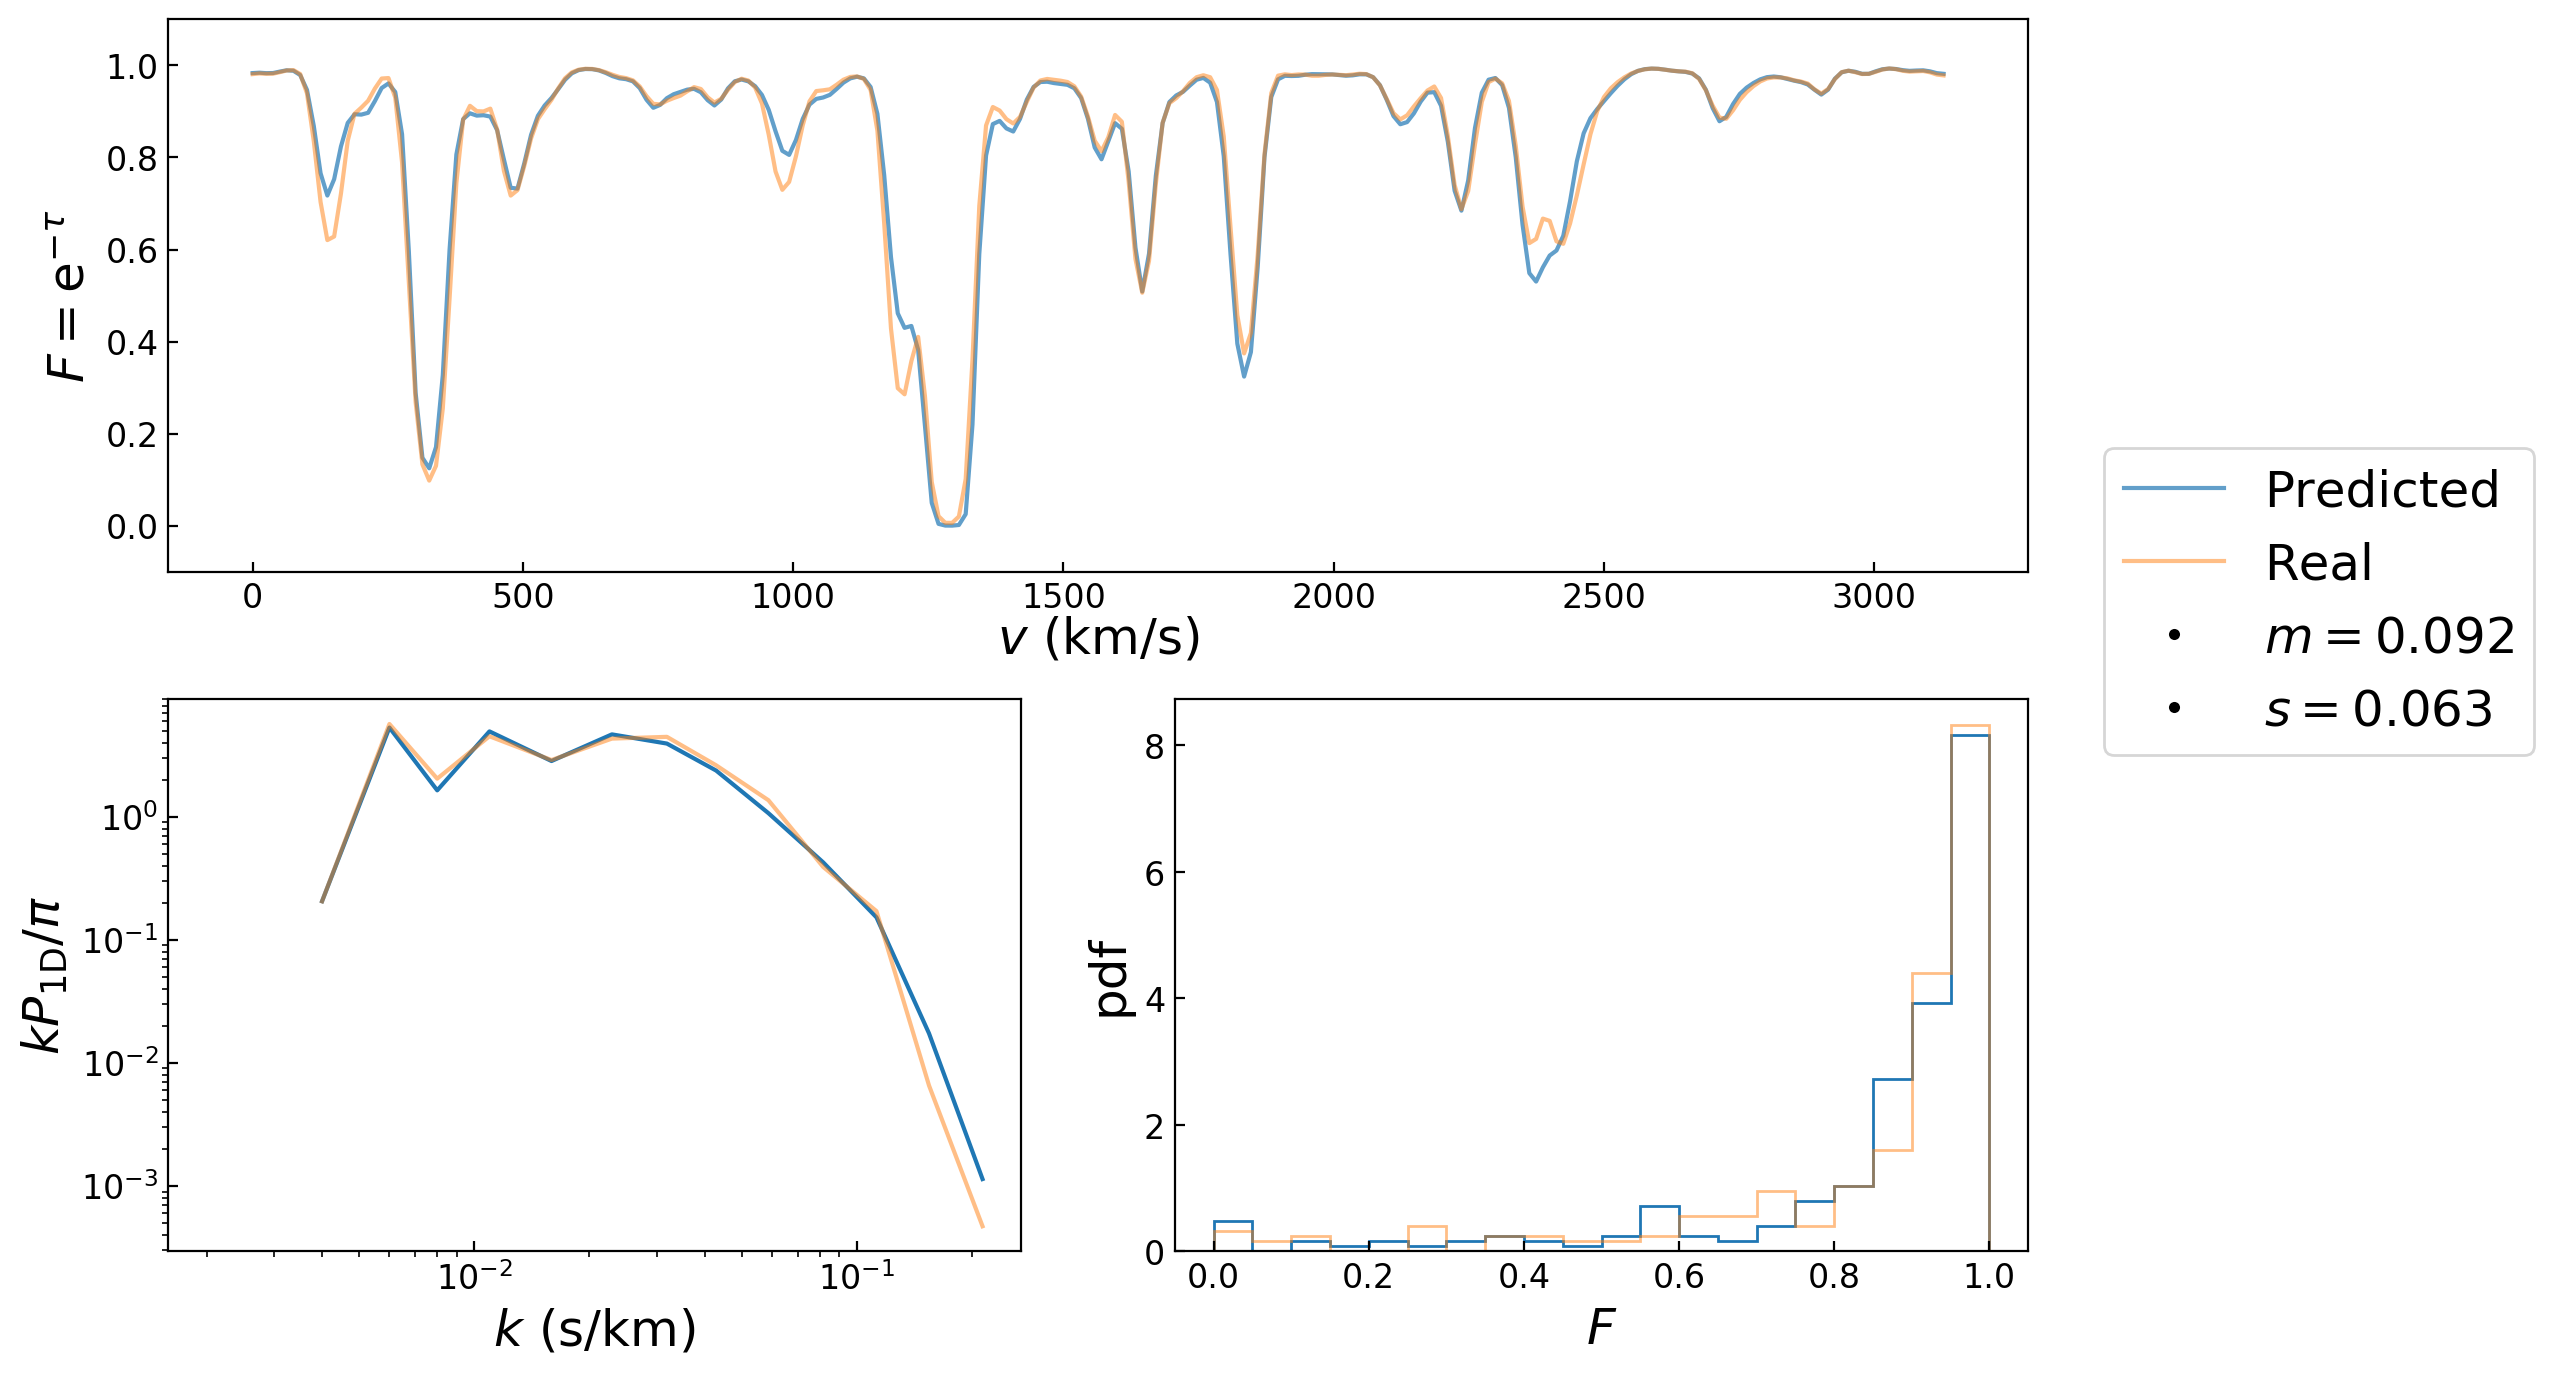 F = e^{-τ}
1.0
0.8
0.6
0.4
0.2
0.0
0 500 1000 1500 2000 2500 3000
v (km/s)
Predicted
Real
m = 0.092
s = 0.063
kP_{1D}/π
10^0
10^{-1}
10^{-2}
10^{-3}
10^{-2} 10^{-1}
k (s/km)
pdf
8
6
4
2
0
0.0 0.2 0.4 0.6 0.8 1.0
F